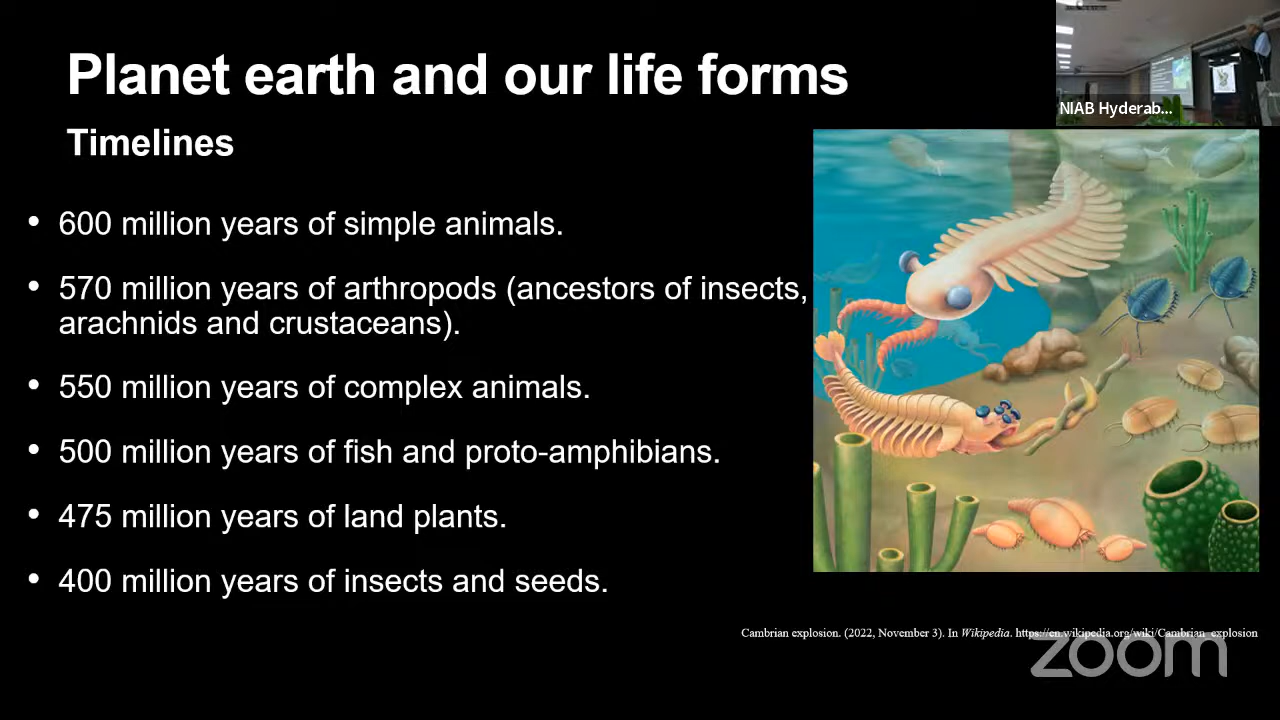 Planet earth and our life forms
NIAB Hyderab...
Timelines
• 600 million years of simple animals.
• 570 million years of arthropods (ancestors of insects,
arachnids and crustaceans).
• 550 million years of complex animals.
• 500 million years of fish and proto-amphibians.
• 475 million years of land plants.
• 400 million years of insects and seeds.
Cambrian explosion. (2022, November 3). In Wikipedia. https://en.wikipedia.org/wiki/Cambrian_explosion
zoom